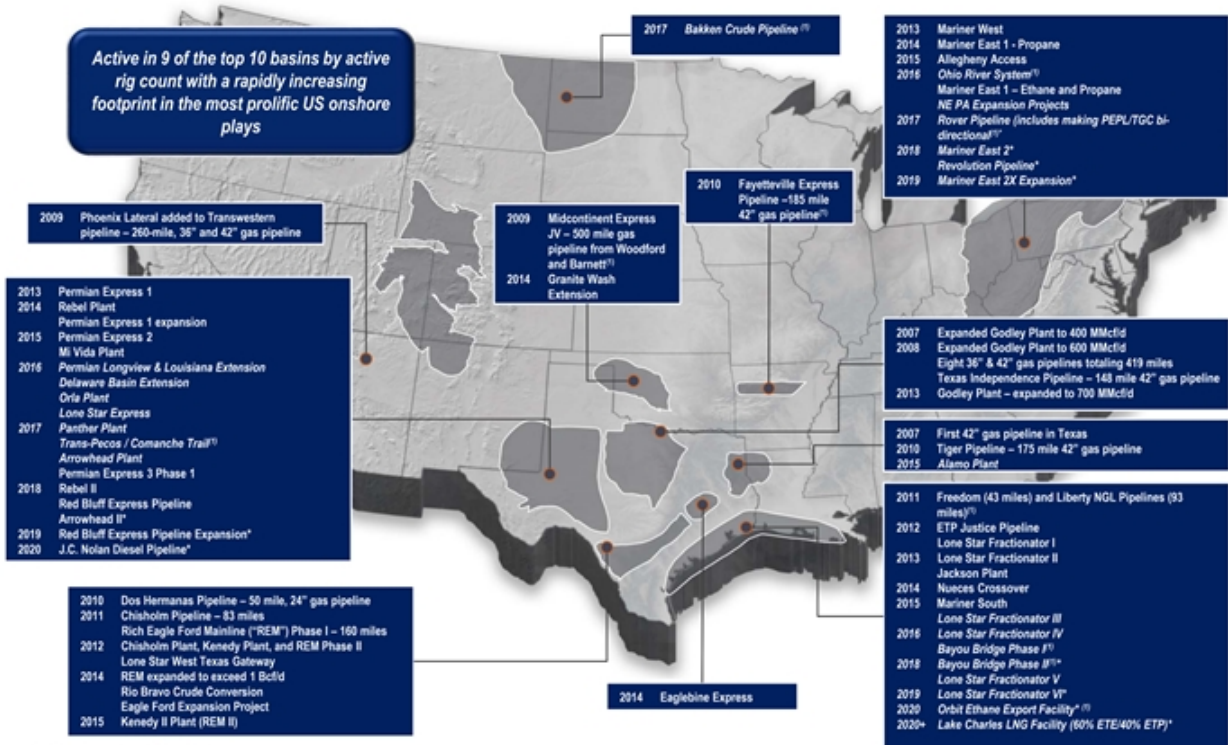 Active in 9 of the top 10 basins by active
rig count with a rapidly increasing
footprint in the most prolific US onshore
plays
2017 Bakken Crude Pipeline (1)
2013 Mariner West
2014 Mariner East 1 - Propane
2015 Allegheny Access
2016 Ohio River System(1)
Mariner East 1 – Ethane and Propane
NE PA Expansion Projects
2017 Rover Pipeline (includes making PEPL/TGC bi-
directional(1)*
2018 Mariner East 2*
Revolution Pipeline*
2019 Mariner East 2X Expansion*
2010 Fayetteville Express
Pipeline –185 mile
42" gas pipeline(1)
2009 Phoenix Lateral added to Transwestern
pipeline – 260-mile, 36" and 42" gas pipeline
2009 Midcontinent Express
JV – 500 mile gas
pipeline from Woodford
and Barnett(1)
2014 Granite Wash
Extension
2013 Permian Express 1
2014 Rebel Plant
Permian Express 1 expansion
2015 Permian Express 2
Mi Vida Plant
2016 Permian Longview & Louisiana Extension
Delaware Basin Extension
Orla Plant
Lone Star Express
2017 Panther Plant
Trans-Pecos / Comanche Trail(1)
Arrowhead Plant
Permian Express 3 Phase 1
2018 Rebel II
Red Bluff Express Pipeline
Arrowhead II*
2019 Red Bluff Express Pipeline Expansion*
2020 J.C. Nolan Diesel Pipeline*
2007 Expanded Godley Plant to 400 MMcf/d
2008 Expanded Godley Plant to 600 MMcf/d
Eight 36" & 42" gas pipelines totaling 419 miles
Texas Independence Pipeline – 148 mile 42" gas pipeline
2013 Godley Plant – expanded to 700 MMcf/d
2007 First 42" gas pipeline in Texas
2010 Tiger Pipeline – 175 mile 42" gas pipeline
2015 Alamo Plant
2011 Freedom (43 miles) and Liberty NGL Pipelines (93
miles)(1)
2012 ETP Justice Pipeline
Lone Star Fractionator I
2013 Lone Star Fractionator II
Jackson Plant
2014 Nueces Crossover
2015 Mariner South
Lone Star Fractionator III
2016 Lone Star Fractionator IV
Bayou Bridge Phase I(1)
2018 Bayou Bridge Phase II(1)*
Lone Star Fractionator V
2019 Lone Star Fractionator VI*
2020 Orbit Ethane Export Facility* (1)
2020+ Lake Charles LNG Facility (60% ETE/40% ETP)*
2010 Dos Hermanas Pipeline – 50 mile, 24" gas pipeline
2011 Chisholm Pipeline – 83 miles
Rich Eagle Ford Mainline ("REM") Phase I – 160 miles
2012 Chisholm Plant, Kenedy Plant, and REM Phase II
Lone Star West Texas Gateway
2014 REM expanded to exceed 1 Bcf/d
Rio Bravo Crude Conversion
Eagle Ford Expansion Project
2015 Kenedy II Plant (REM II)
2014 Eaglebine Express